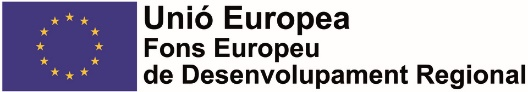 Unió Europea
Fons Europeu
de Desenvolupament Regional